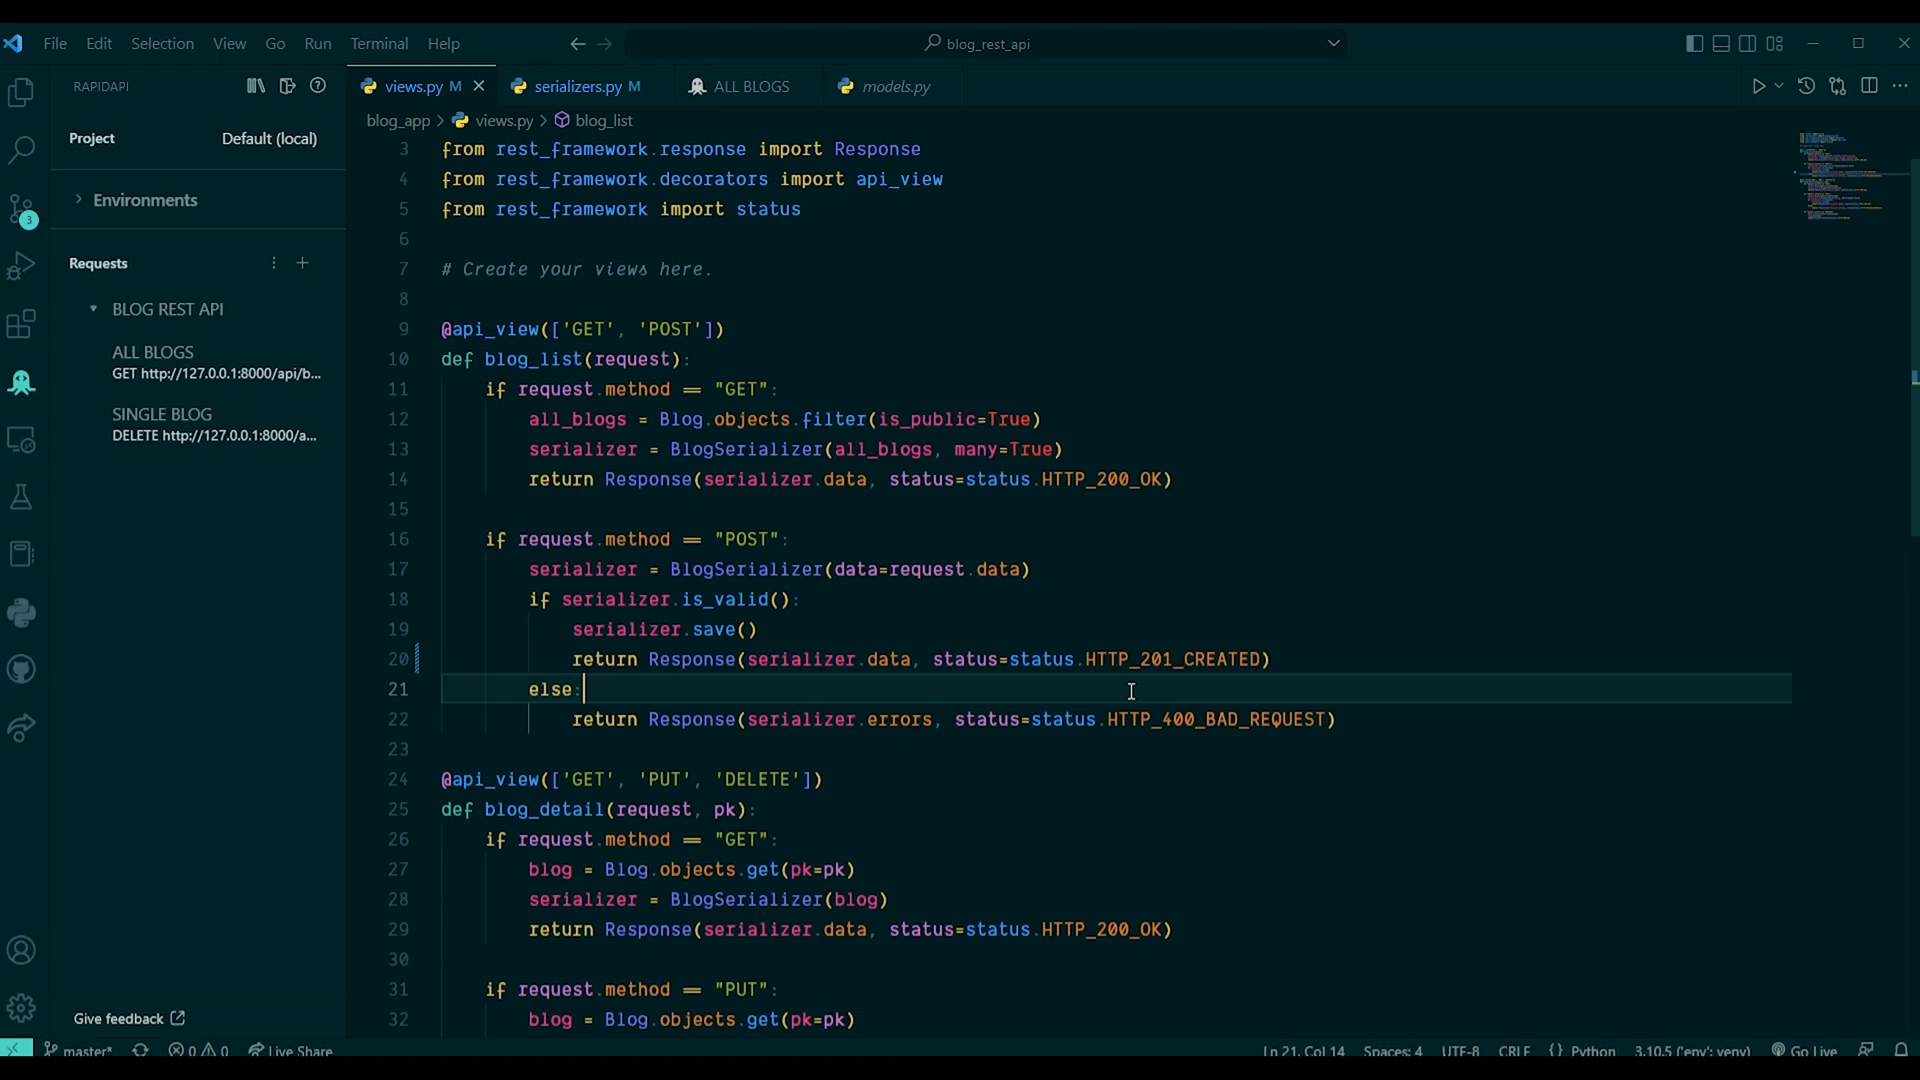 File Edit Selection View Go Run Terminal Help
blog_rest_api
RAPIDAPI
views.py M
serializers.py M
ALL BLOGS
models.py
Project Default (local)
Environments
3
Requests
BLOG REST API
ALL BLOGS
GET http://127.0.0.1:8000/api/b...
SINGLE BLOG
DELETE http://127.0.0.1:8000/a...
Give feedback
blog_app > views.py > blog_list
3 from rest_framework.response import Response
4 from rest_framework.decorators import api_view
5 from rest_framework import status
6
7 # Create your views here.
8
9 @api_view(['GET', 'POST'])
10 def blog_list(request):
11 if request.method == "GET":
12 all_blogs = Blog.objects.filter(is_public=True)
13 serializer = BlogSerializer(all_blogs, many=True)
14 return Response(serializer.data, status=status.HTTP_200_OK)
15
16 if request.method == "POST":
17 serializer = BlogSerializer(data=request.data)
18 if serializer.is_valid():
19 serializer.save()
20 return Response(serializer.data, status=status.HTTP_201_CREATED)
21 else:
22 return Response(serializer.errors, status=status.HTTP_400_BAD_REQUEST)
23
24 @api_view(['GET', 'PUT', 'DELETE'])
25 def blog_detail(request, pk):
26 if request.method == "GET":
27 blog = Blog.objects.get(pk=pk)
28 serializer = BlogSerializer(blog)
29 return Response(serializer.data, status=status.HTTP_200_OK)
30
31 if request.method == "PUT":
32 blog = Blog.objects.get(pk=pk)
master* 0 0 Live Share Ln 21, Col 14 Spaces: 4 UTF-8 CRLF {} Python 3.10.5 ('env': venv) Go Live